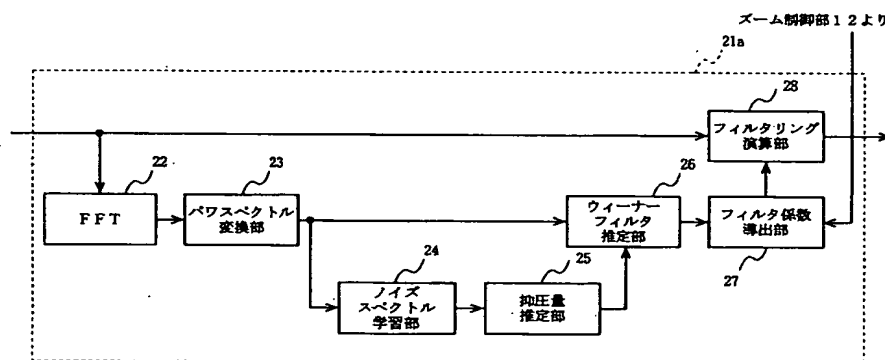 ズーム制御部12より
21a
28
フィルタリング
演算部
22
FFT
23
パワスペクトル
変換部
26
ウィーナー
フィルタ
推定部
フィルタ係数
導出部
27
24
ノイズ
スペクトル
学習部
25
抑圧量
推定部